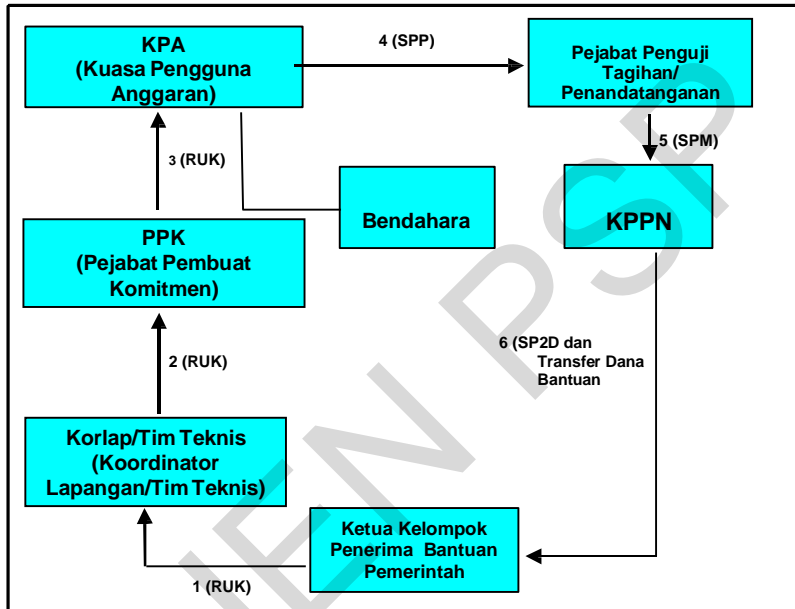 KPA
(Kuasa Pengguna
Anggaran)
4 (SPP)
Pejabat Penguji
Tagihan/
Penandatanganan
3 (RUK)
5 (SPM)
Bendahara
KPPN
PPK
(Pejabat Pembuat
Komitmen)
2 (RUK)
6 (SP2D dan
Transfer Dana
Bantuan
Korlap/Tim Teknis
(Koordinator
Lapangan/Tim Teknis)
Ketua Kelompok
Penerima Bantuan
Pemerintah
1 (RUK)
JEN PSP